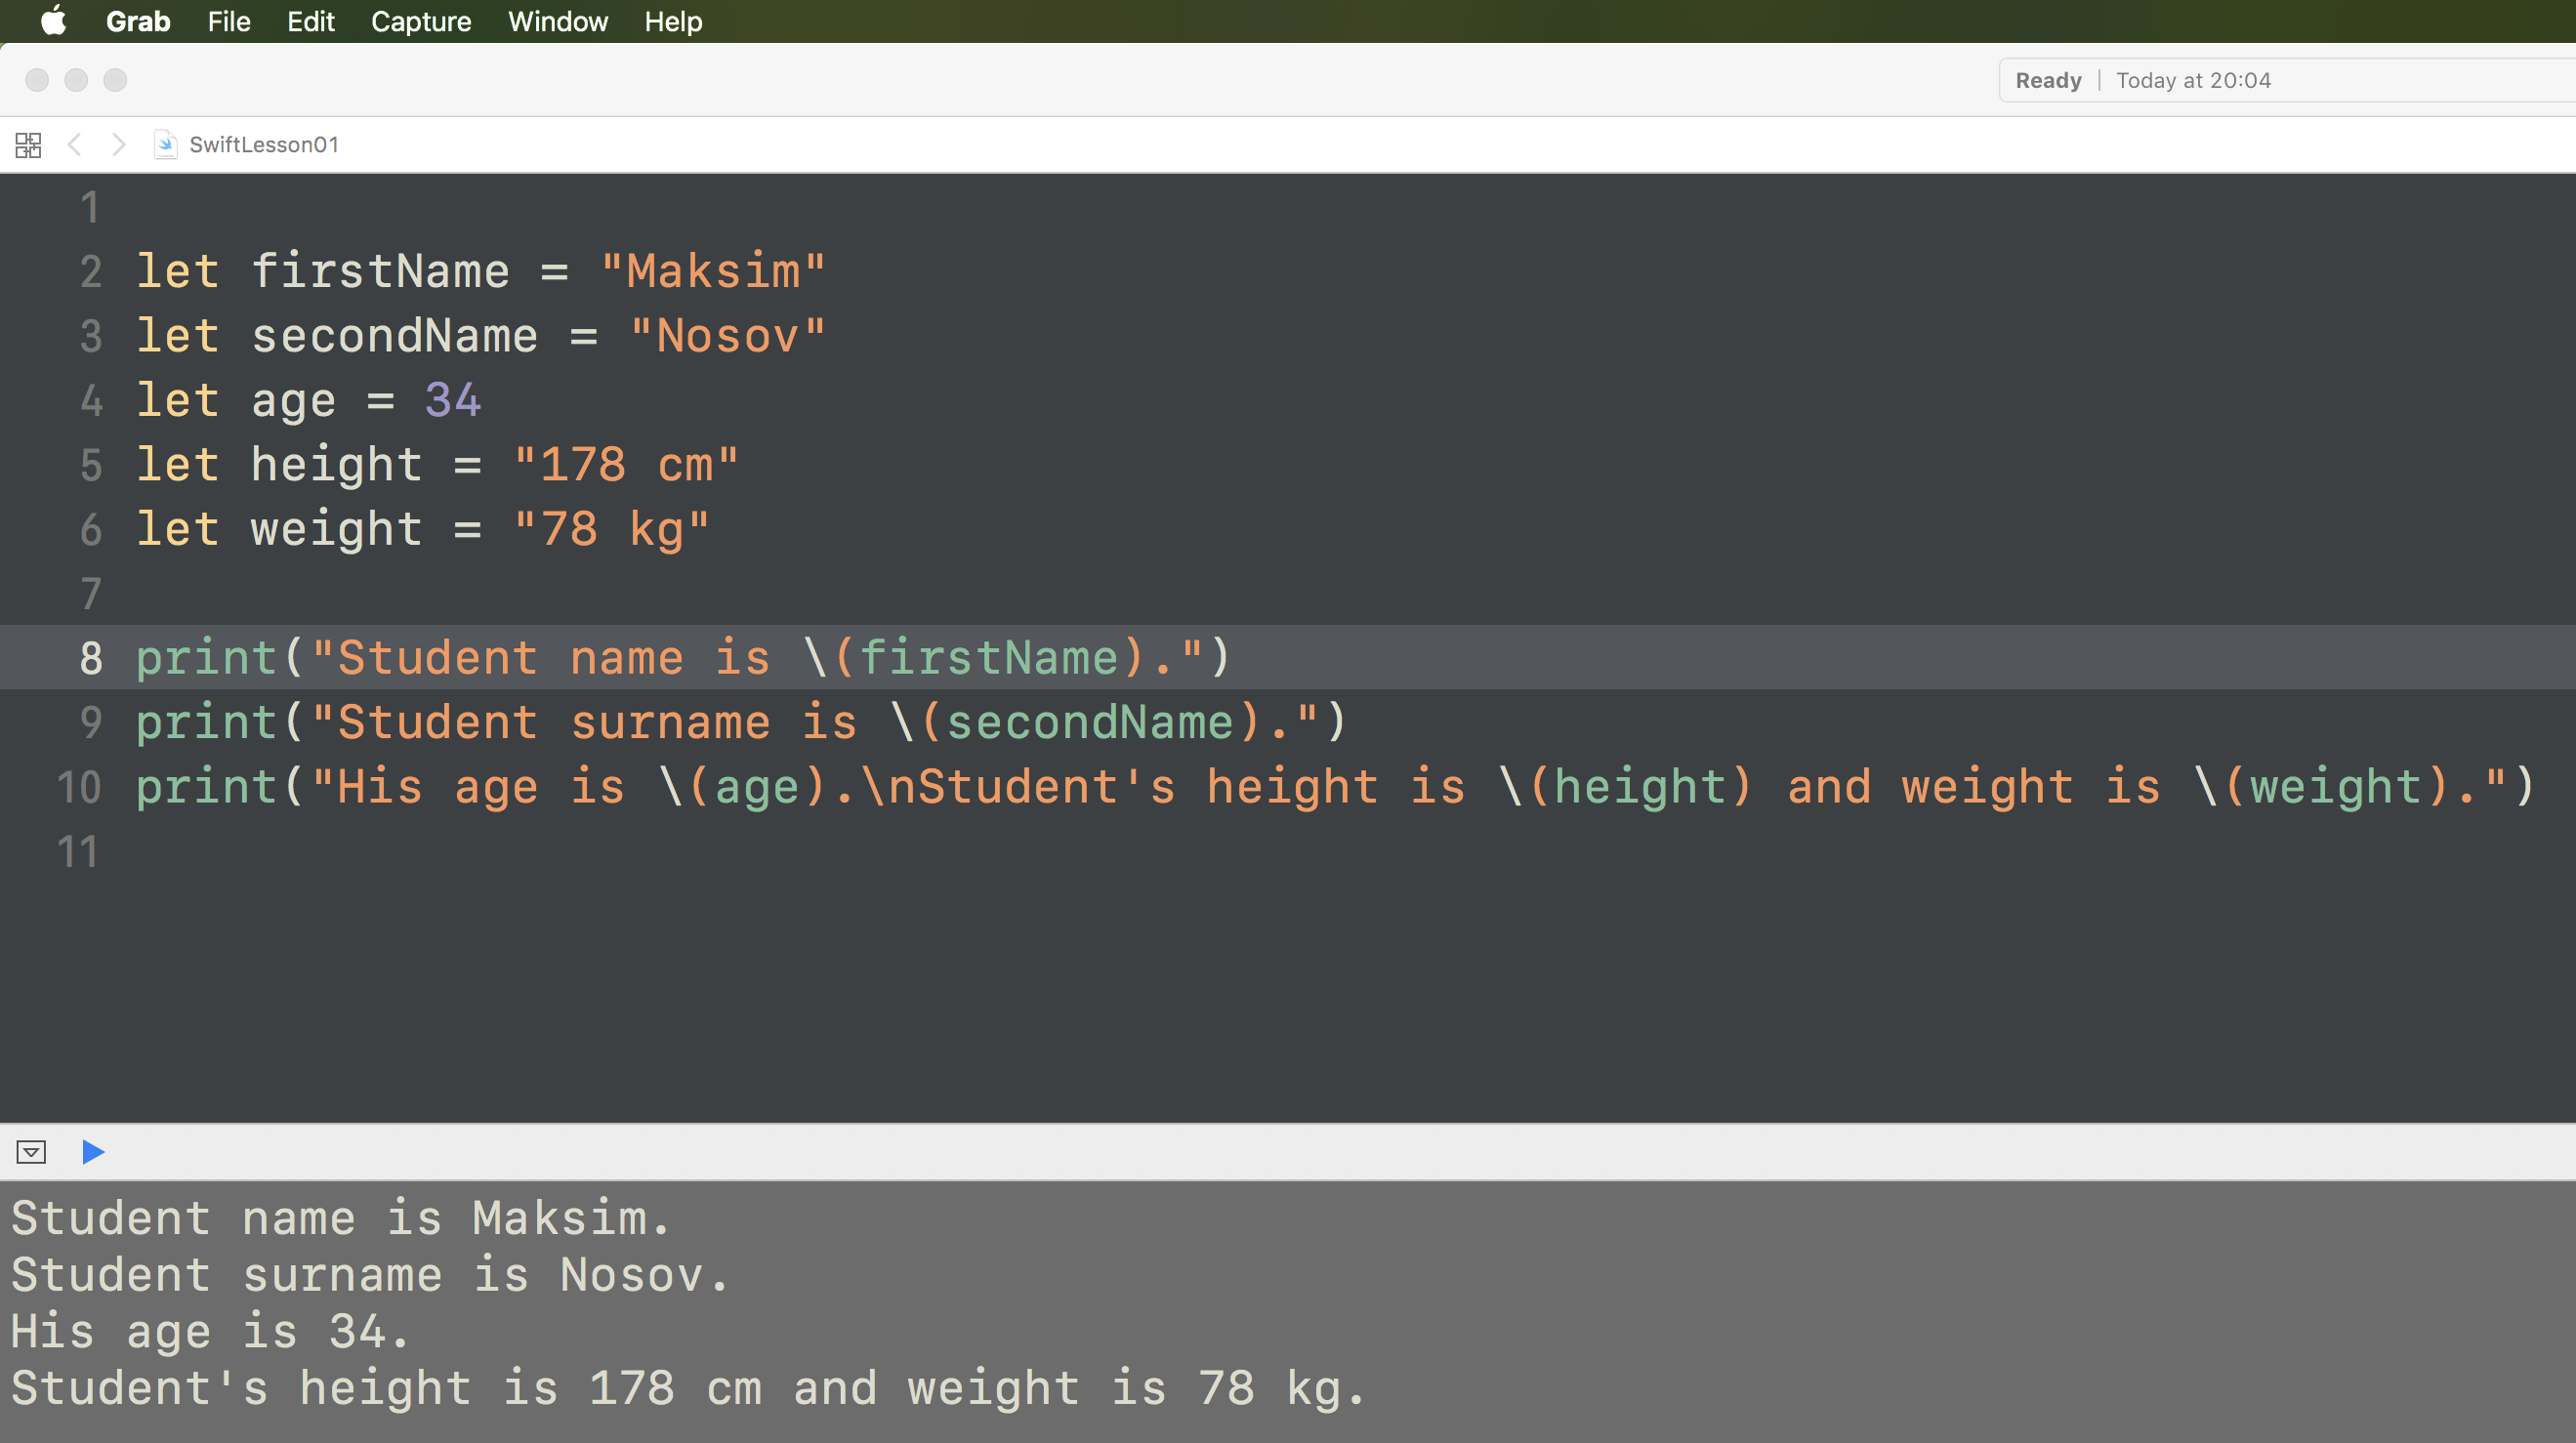 Grab File Edit Capture Window Help
Ready | Today at 20:04
SwiftLesson01
1
2 let firstName = "Maksim"
3 let secondName = "Nosov"
4 let age = 34
5 let height = "178 cm"
6 let weight = "78 kg"
7
8 print("Student name is \(firstName).")
9 print("Student surname is \(secondName).")
10 print("His age is \(age).\nStudent's height is \(height) and weight is \(weight).")
11
Student name is Maksim.
Student surname is Nosov.
His age is 34.
Student's height is 178 cm and weight is 78 kg.